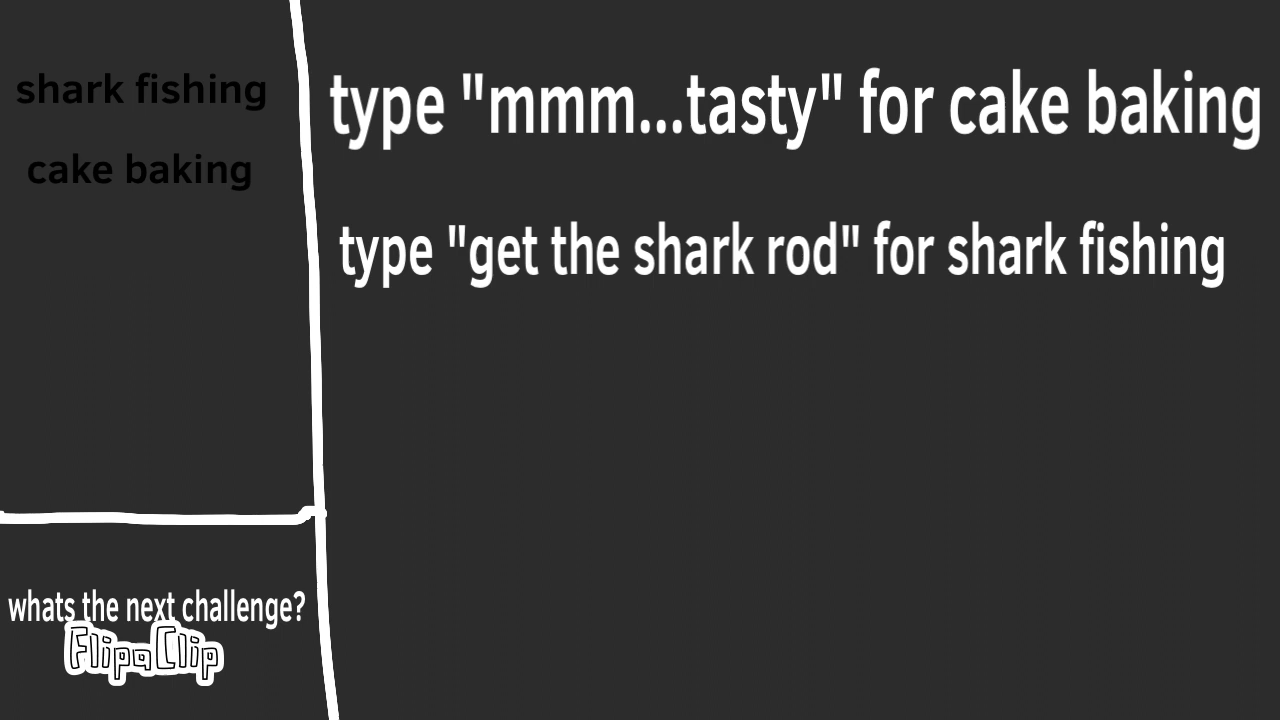 shark fishing
cake baking
type "mmm...tasty" for cake baking
type "get the shark rod" for shark fishing
whats the next challenge?
FlipaClip